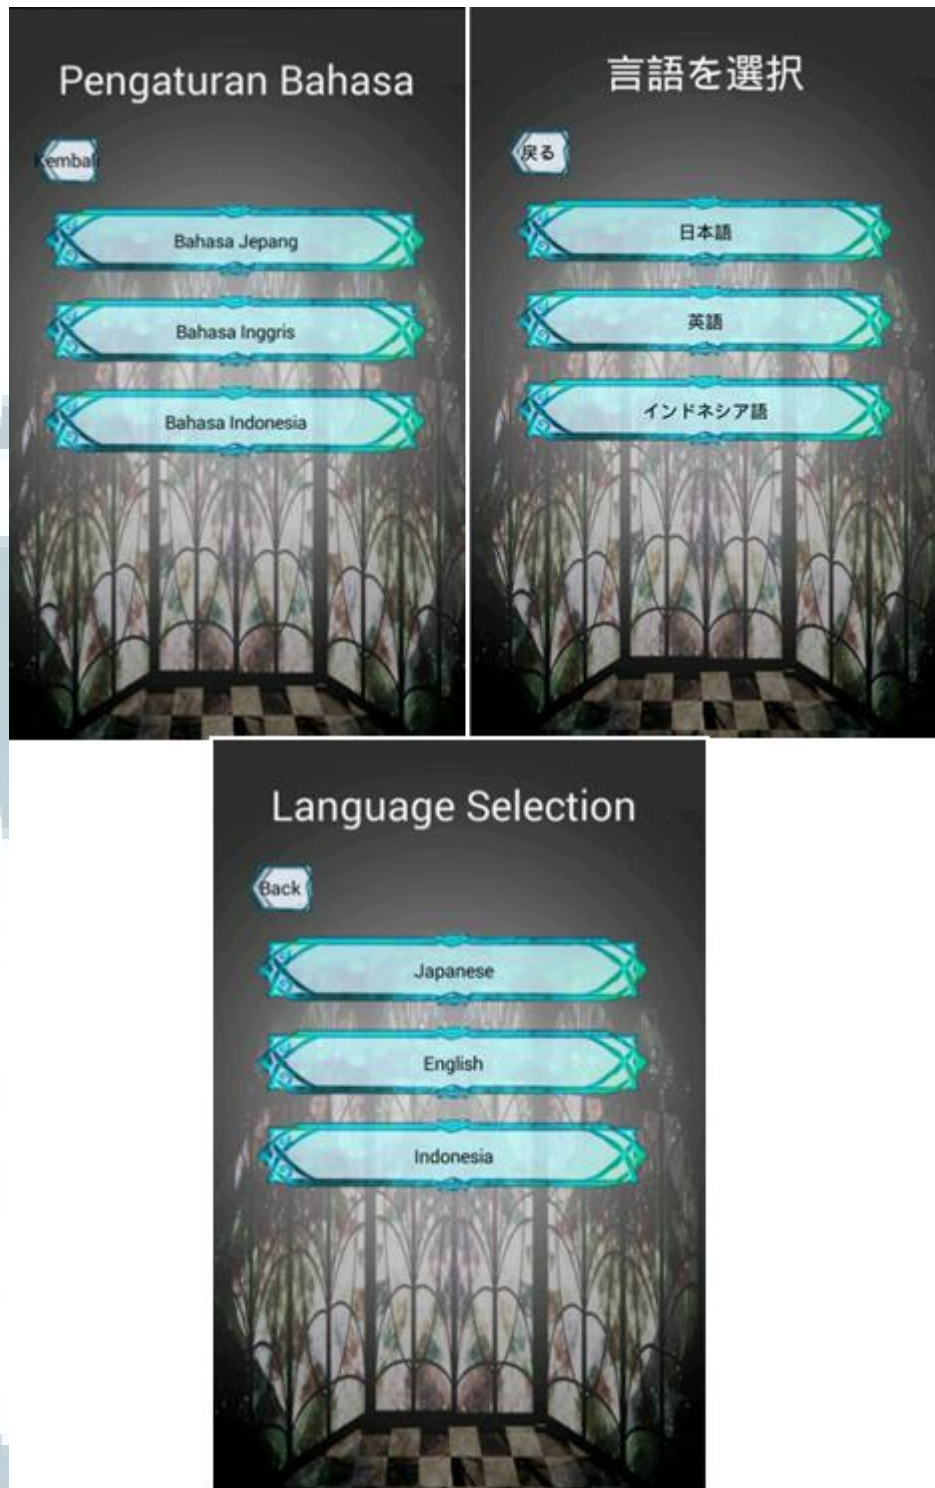 Pengaturan Bahasa
Kembali
Bahasa Jepang
Bahasa Inggris
Bahasa Indonesia
言語を選択
戻る
日本語
英語
インドネシア語
Language Selection
Back
Japanese
English
Indonesia